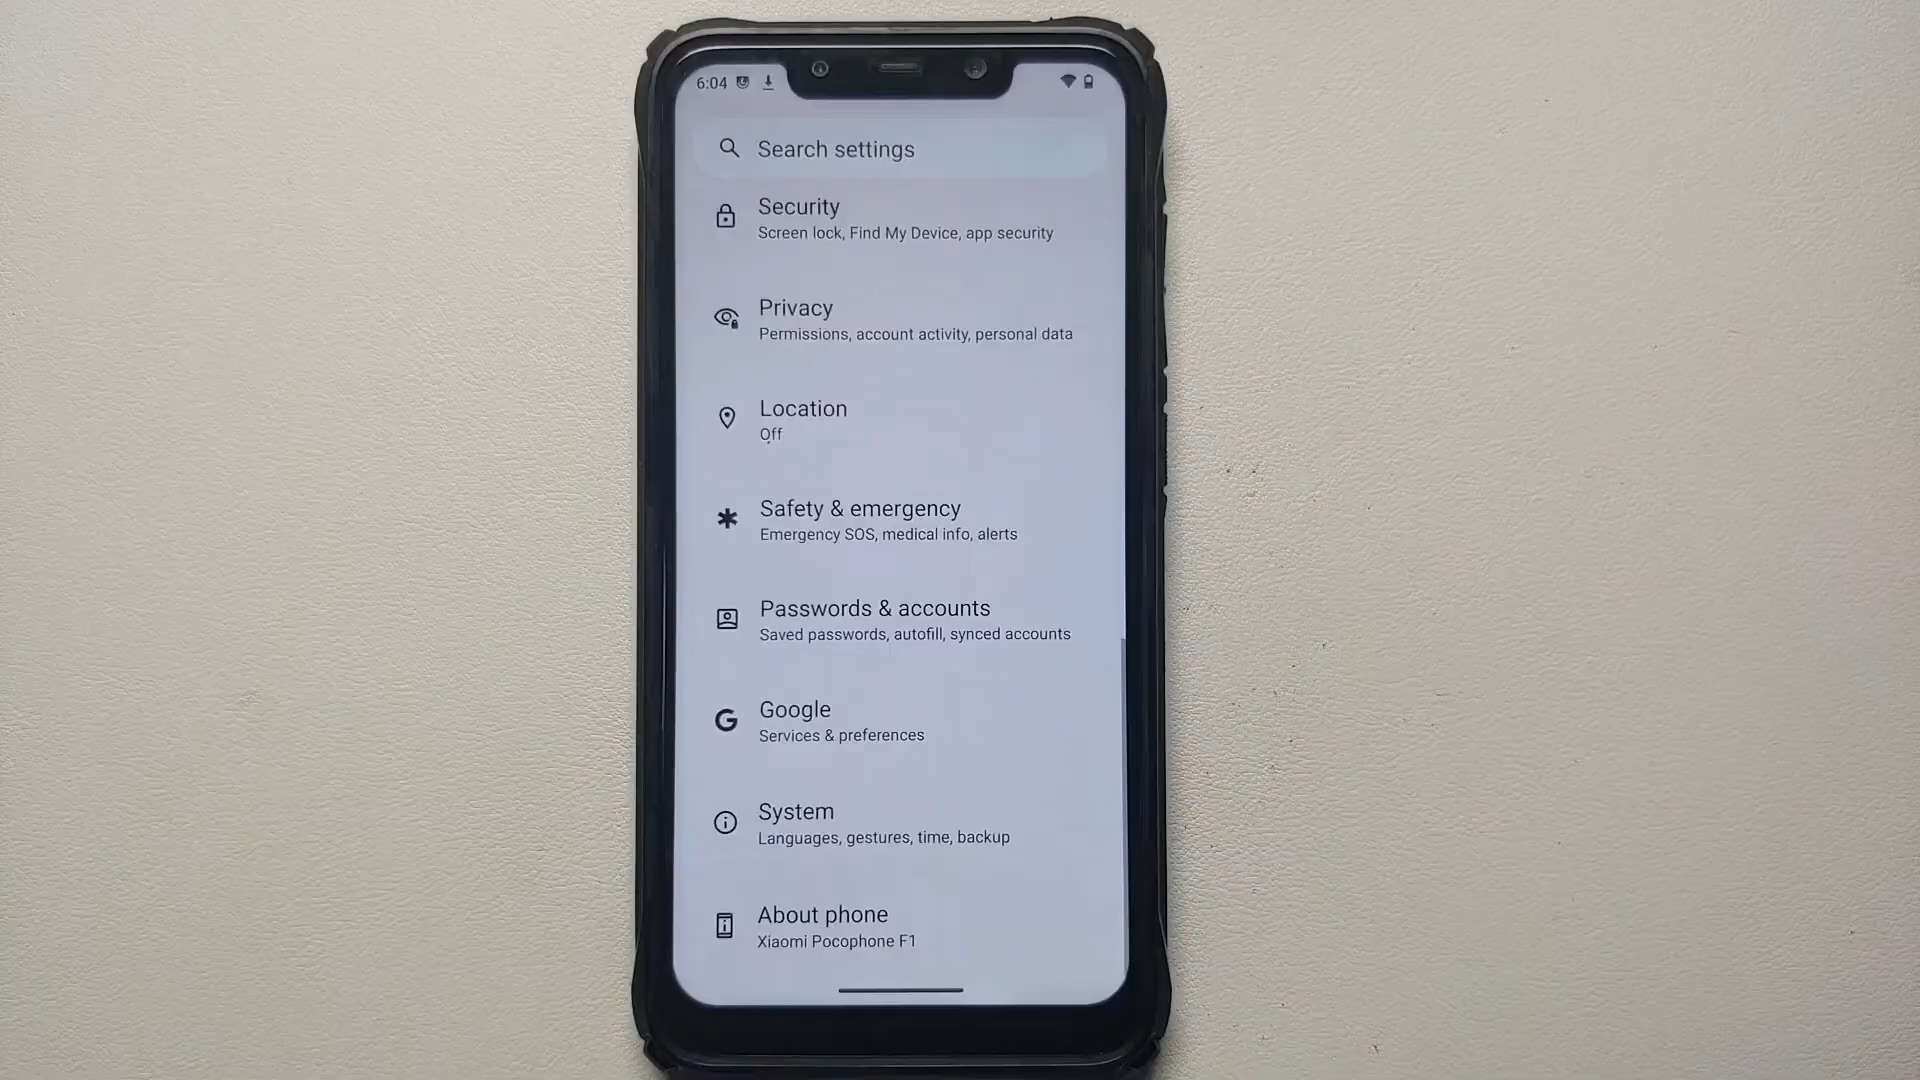 6:04
Search settings
Security
Screen lock, Find My Device, app security
Privacy
Permissions, account activity, personal data
Location
Off
Safety & emergency
Emergency SOS, medical info, alerts
Passwords & accounts
Saved passwords, autofill, synced accounts
Google
Services & preferences
System
Languages, gestures, time, backup
About phone
Xiaomi Pocophone F1